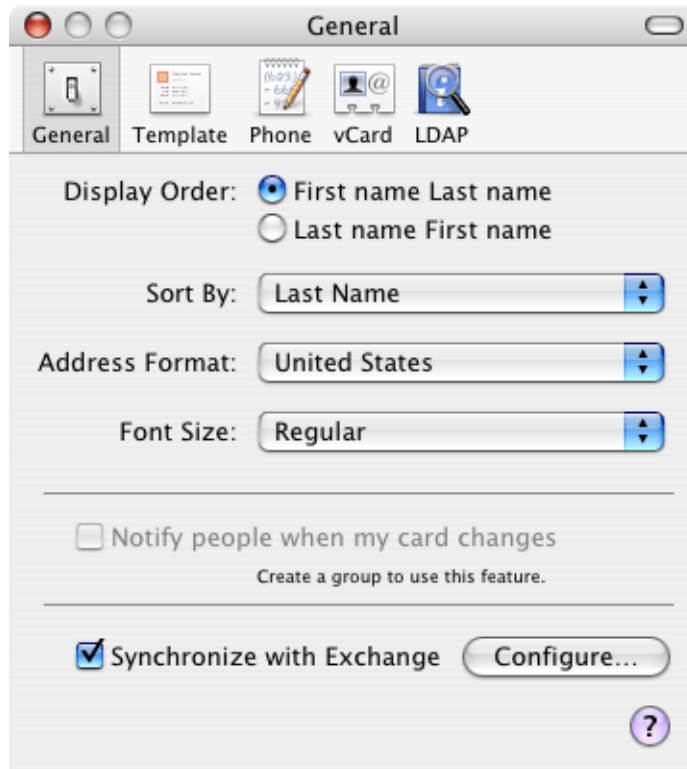 General
General Template Phone vCard LDAP
Display Order: First name Last name
Last name First name
Sort By: Last Name
Address Format: United States
Font Size: Regular
Notify people when my card changes
Create a group to use this feature.
Synchronize with Exchange Configure...
?